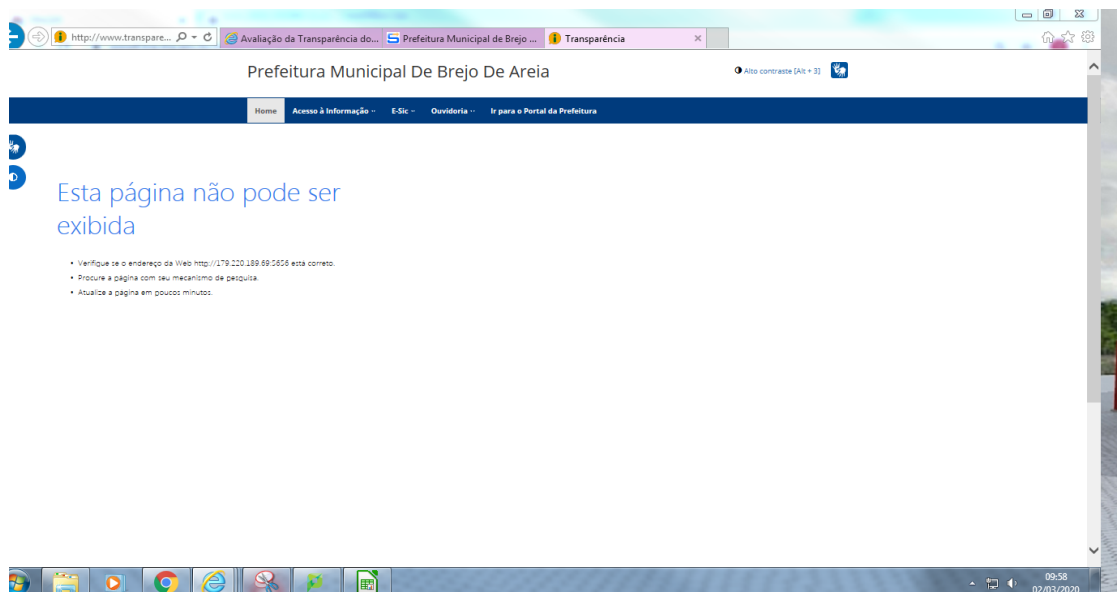 http://www.transpare...
Avaliação da Transparência do...
Prefeitura Municipal de Brejo ...
Transparência
Prefeitura Municipal De Brejo De Areia
Alto contraste [Alt + 3]
Home
Acesso à Informação
E-Sic
Ouvidoria
Ir para o Portal da Prefeitura
Esta página não pode ser
exibida
• Verifique se o endereço da Web http://179.220.189.69:5656 está correto.
• Procure a página com seu mecanismo de pesquisa.
• Atualize a página em poucos minutos.
09:58
02/03/2020